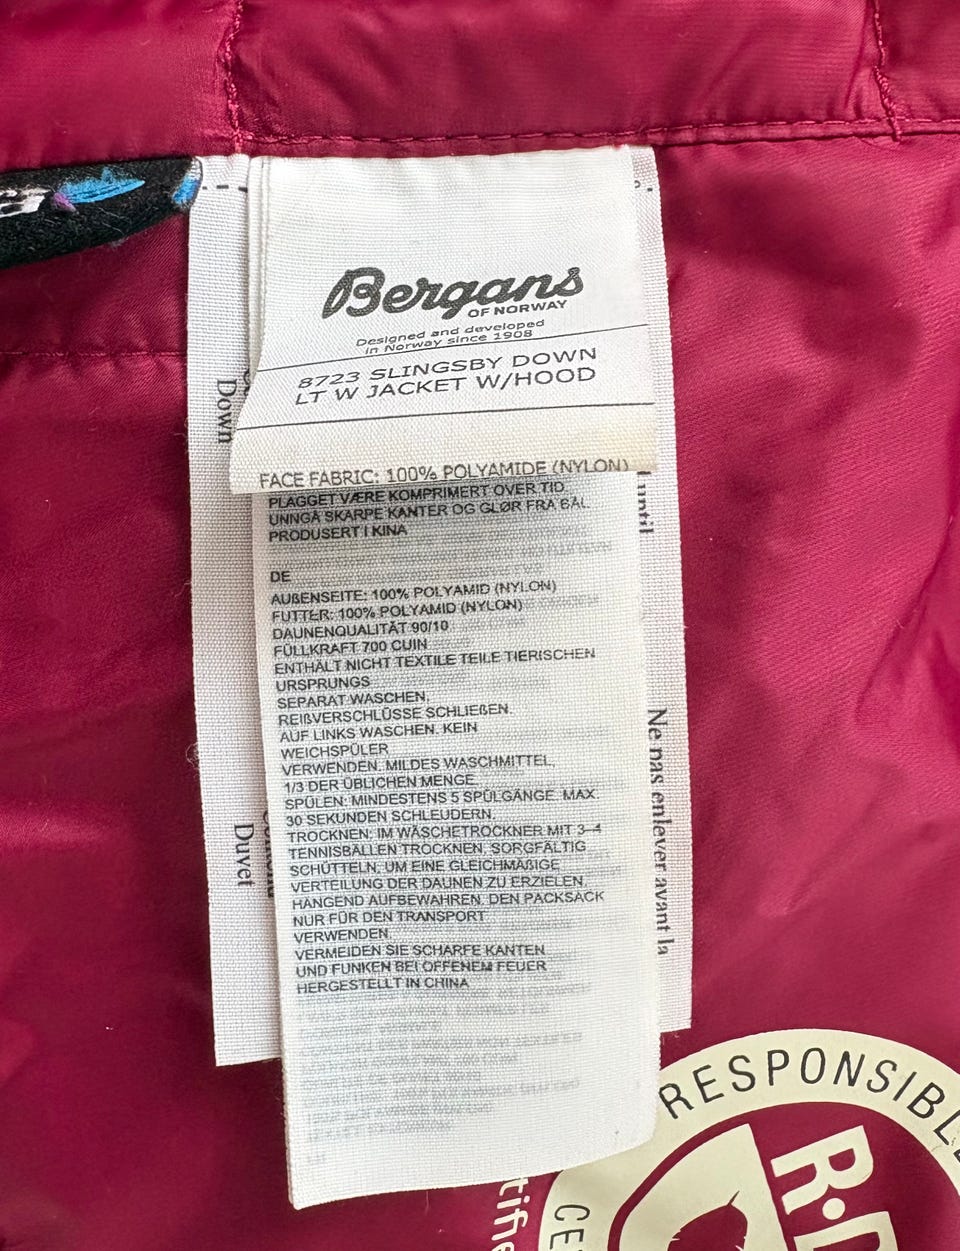 Bergans
OF NORWAY
Designed and developed
in Norway since 1908
8723 SLINGSBY DOWN
LT W JACKET W/HOOD
FACE FABRIC: 100% POLYAMIDE (NYLON)
PLAGGET VÆRE KOMPRIMERT OVER TID
UNNGÅ SKARPE KANTER OG GLØR FRA BÅL
PRODUSERT I KINA
DE
AUßENSEITE: 100% POLYAMID (NYLON)
FUTTER: 100% POLYAMID (NYLON)
DAUNENQUALITÄT 90/10
FÜLLKRAFT 700 CUIN
ENTHÄLT NICHT TEXTILE TEILE TIERISCHEN
URSPRUNGS
SEPARAT WASCHEN.
REIßVERSCHLÜSSE SCHLIEßEN.
AUF LINKS WASCHEN. KEIN
WEICHSPÜLER
VERWENDEN. MILDES WASCHMITTEL,
1/3 DER ÜBLICHEN MENGE
SPÜLEN: MINDESTENS 5 SPÜLGÄNGE. MAX.
30 SEKUNDEN SCHLEUDERN.
TROCKNEN: IM WÄSCHETROCKNER MIT 3–4
TENNISBÄLLEN TROCKNEN, SORGFÄLTIG
SCHÜTTELN, UM EINE GLEICHMÄßIGE
VERTEILUNG DER DAUNEN ZU ERZIELEN.
HÄNGEND AUFBEWAHREN. DEN PACKSACK
NUR FÜR DEN TRANSPORT
VERWENDEN.
VERMEIDEN SIE SCHARFE KANTEN
UND FUNKEN BEI OFFENEM FEUER
HERGESTELLT IN CHINA
Down
Duvet
until
Ne pas enlever avant la
RESPONSIBL
R·D
CE
tifie